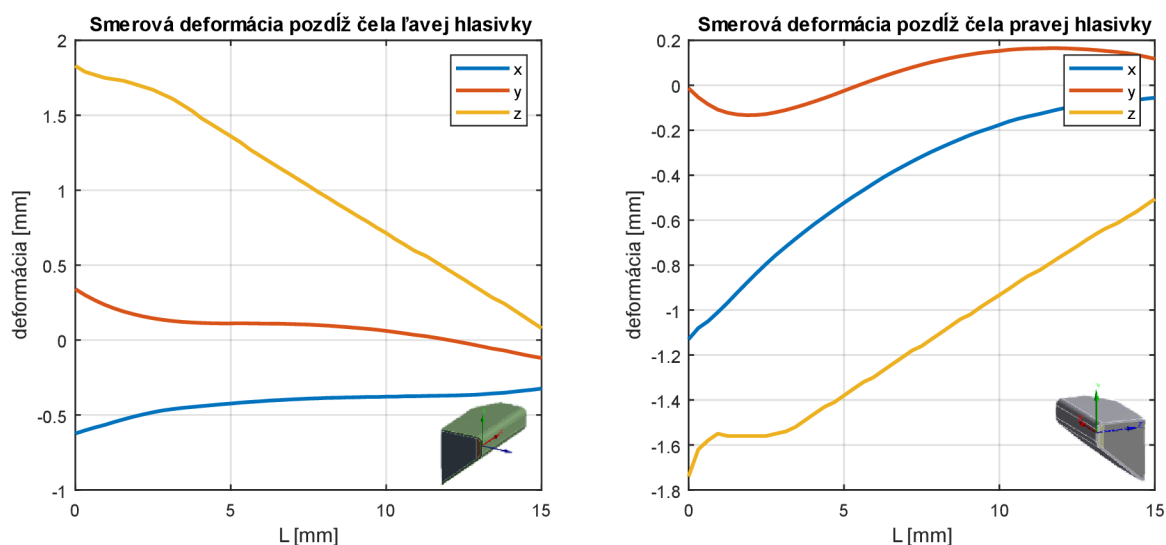 Smerová deformácia pozdĺž čela ľavej hlasivky
2
1.5
1
0.5
0
-0.5
-1
deformácia [mm]
x
y
z
0 5 10 15
L [mm]
Smerová deformácia pozdĺž čela pravej hlasivky
0.2
0
-0.2
-0.4
-0.6
-0.8
-1
-1.2
-1.4
-1.6
-1.8
deformácia [mm]
x
y
z
0 5 10 15
L [mm]